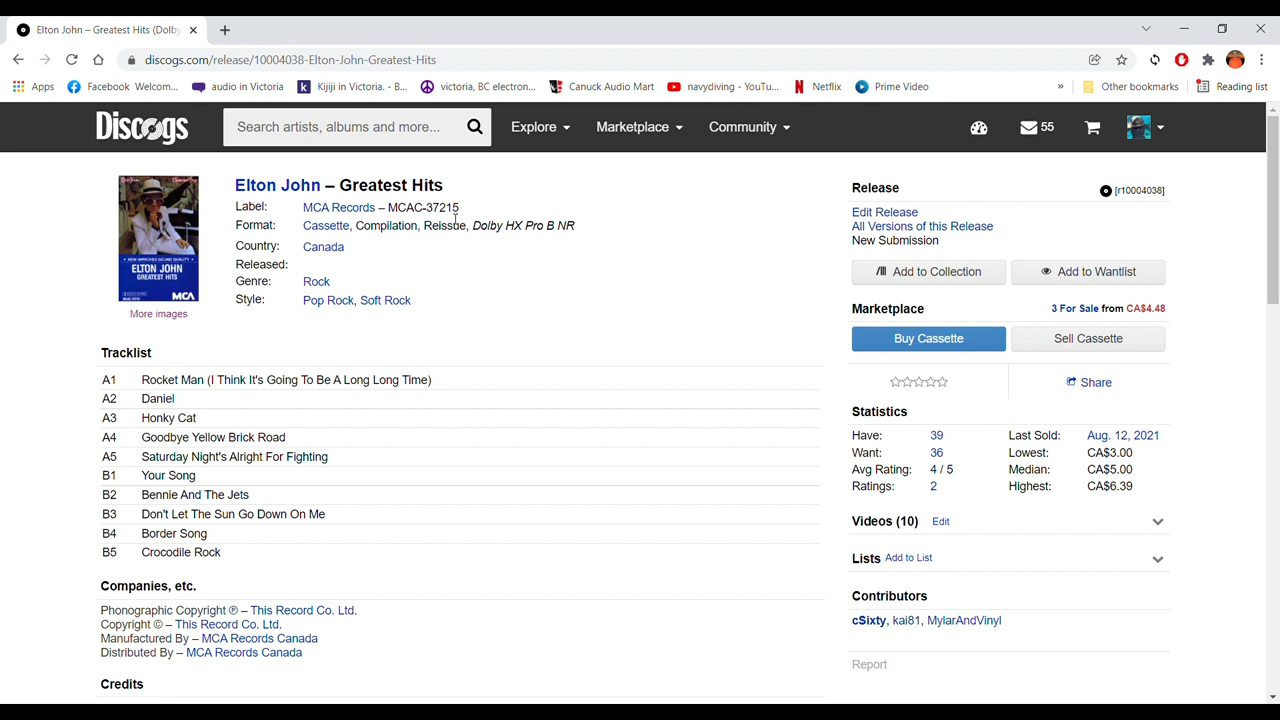 Elton John – Greatest Hits (Dolby
discogs.com/release/10004038-Elton-John-Greatest-Hits
Apps Facebook Welcom... audio in Victoria Kijiji in Victoria. - B... victoria, BC electron... Canuck Audio Mart navydiving - YouTu... Netflix Prime Video » Other bookmarks Reading list
Discogs Search artists, albums and more... Explore Marketplace Community 55
Elton John – Greatest Hits
Label: MCA Records – MCAC-37215
Format: Cassette, Compilation, Reissue, Dolby HX Pro B NR
Country: Canada
Released:
Genre: Rock
Style: Pop Rock, Soft Rock
ELTON JOHN
GREATEST HITS
MCA
More images
Tracklist
A1 Rocket Man (I Think It's Going To Be A Long Long Time)
A2 Daniel
A3 Honky Cat
A4 Goodbye Yellow Brick Road
A5 Saturday Night's Alright For Fighting
B1 Your Song
B2 Bennie And The Jets
B3 Don't Let The Sun Go Down On Me
B4 Border Song
B5 Crocodile Rock
Companies, etc.
Phonographic Copyright ℗ – This Record Co. Ltd.
Copyright © – This Record Co. Ltd.
Manufactured By – MCA Records Canada
Distributed By – MCA Records Canada
Credits
Release [r10004038]
Edit Release
All Versions of this Release
New Submission
Add to Collection Add to Wantlist
Marketplace 3 For Sale from CA$4.48
Buy Cassette Sell Cassette
Share
Statistics
Have: 39 Last Sold: Aug. 12, 2021
Want: 36 Lowest: CA$3.00
Avg Rating: 4 / 5 Median: CA$5.00
Ratings: 2 Highest: CA$6.39
Videos (10) Edit
Lists Add to List
Contributors
cSixty, kai81, MylarAndVinyl
Report